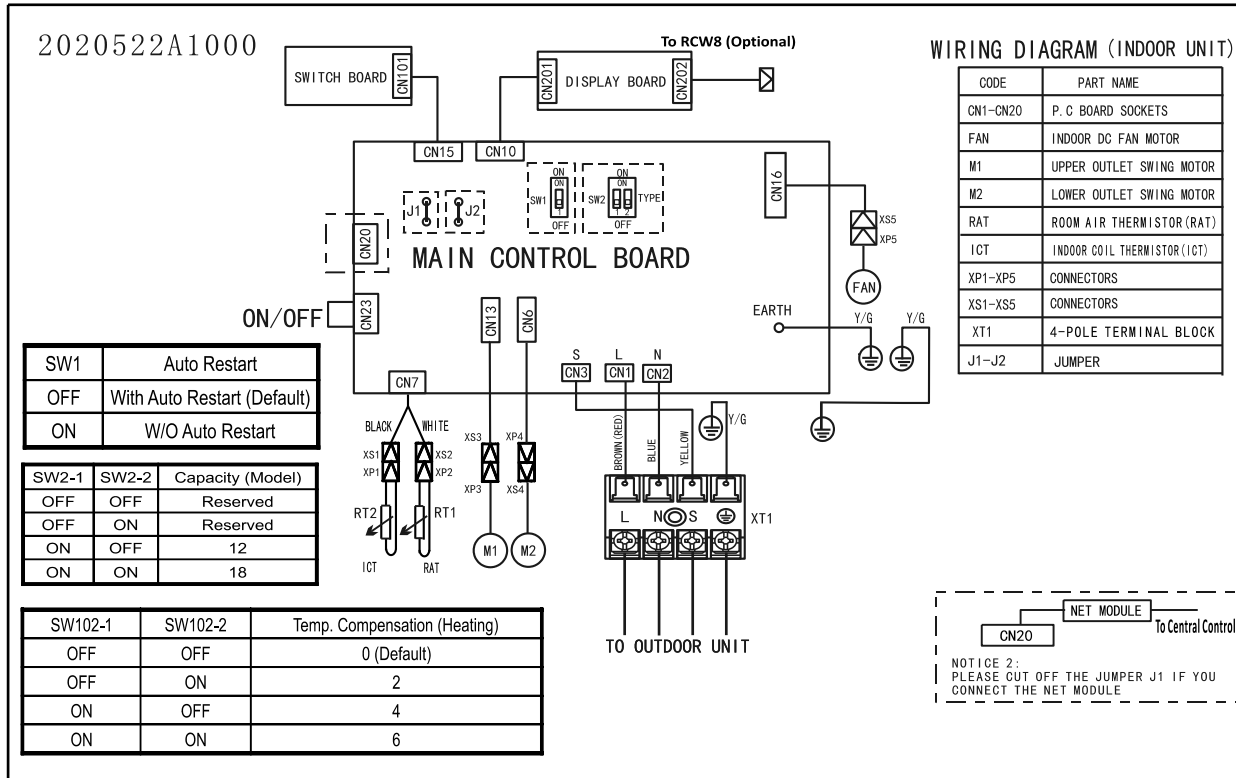 2020522A1000
SWITCH BOARD
CN101
CN201
DISPLAY BOARD
CN202
To RCW8 (Optional)
WIRING DIAGRAM (INDOOR UNIT)
CODE PART NAME
CN1-CN20 P.C BOARD SOCKETS
FAN INDOOR DC FAN MOTOR
M1 UPPER OUTLET SWING MOTOR
M2 LOWER OUTLET SWING MOTOR
RAT ROOM AIR THERMISTOR(RAT)
ICT INDOOR COIL THERMISTOR(ICT)
XP1-XP5 CONNECTORS
XS1-XS5 CONNECTORS
XT1 4-POLE TERMINAL BLOCK
J1-J2 JUMPER
CN15
CN10
J1
J2
ON
ON
SW1
1
OFF
ON
ON
SW2
TYPE
1 2
OFF
CN16
XS5
XP5
FAN
CN20
MAIN CONTROL BOARD
ON/OFF
CN23
CN13
CN6
EARTH
Y/G
Y/G
S L N
CN3 CN1 CN2
CN7
BLACK WHITE
XS1 XS2
XP1 XP2
RT2 RT1
ICT RAT
XS3
XP3
M1
XP4
XS4
M2
BROWN(RED)
BLUE
YELLOW
Y/G
L N S
XT1
TO OUTDOOR UNIT
SW1 Auto Restart
OFF With Auto Restart (Default)
ON W/O Auto Restart
SW2-1 SW2-2 Capacity (Model)
OFF OFF Reserved
OFF ON Reserved
ON OFF 12
ON ON 18
SW102-1 SW102-2 Temp. Compensation (Heating)
OFF OFF 0 (Default)
OFF ON 2
ON OFF 4
ON ON 6
NET MODULE
CN20
To Central Control
NOTICE 2:
PLEASE CUT OFF THE JUMPER J1 IF YOU
CONNECT THE NET MODULE